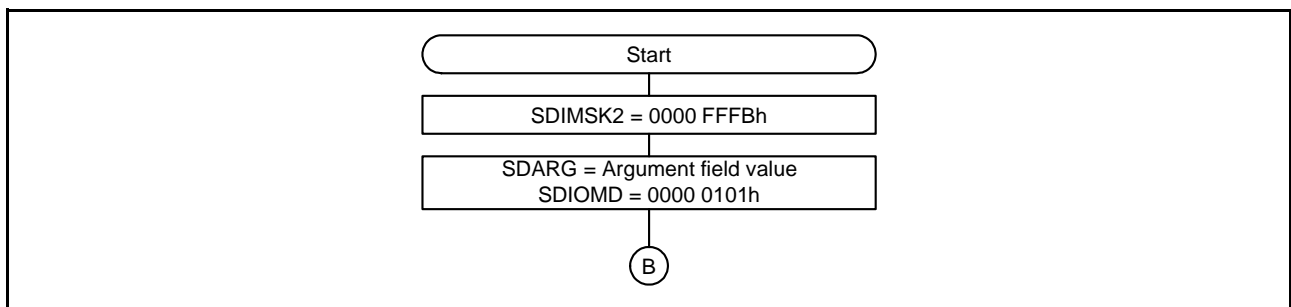 Start
SDIMSK2 = 0000 FFFBh
SDARG = Argument field value
SDIOMD = 0000 0101h
B